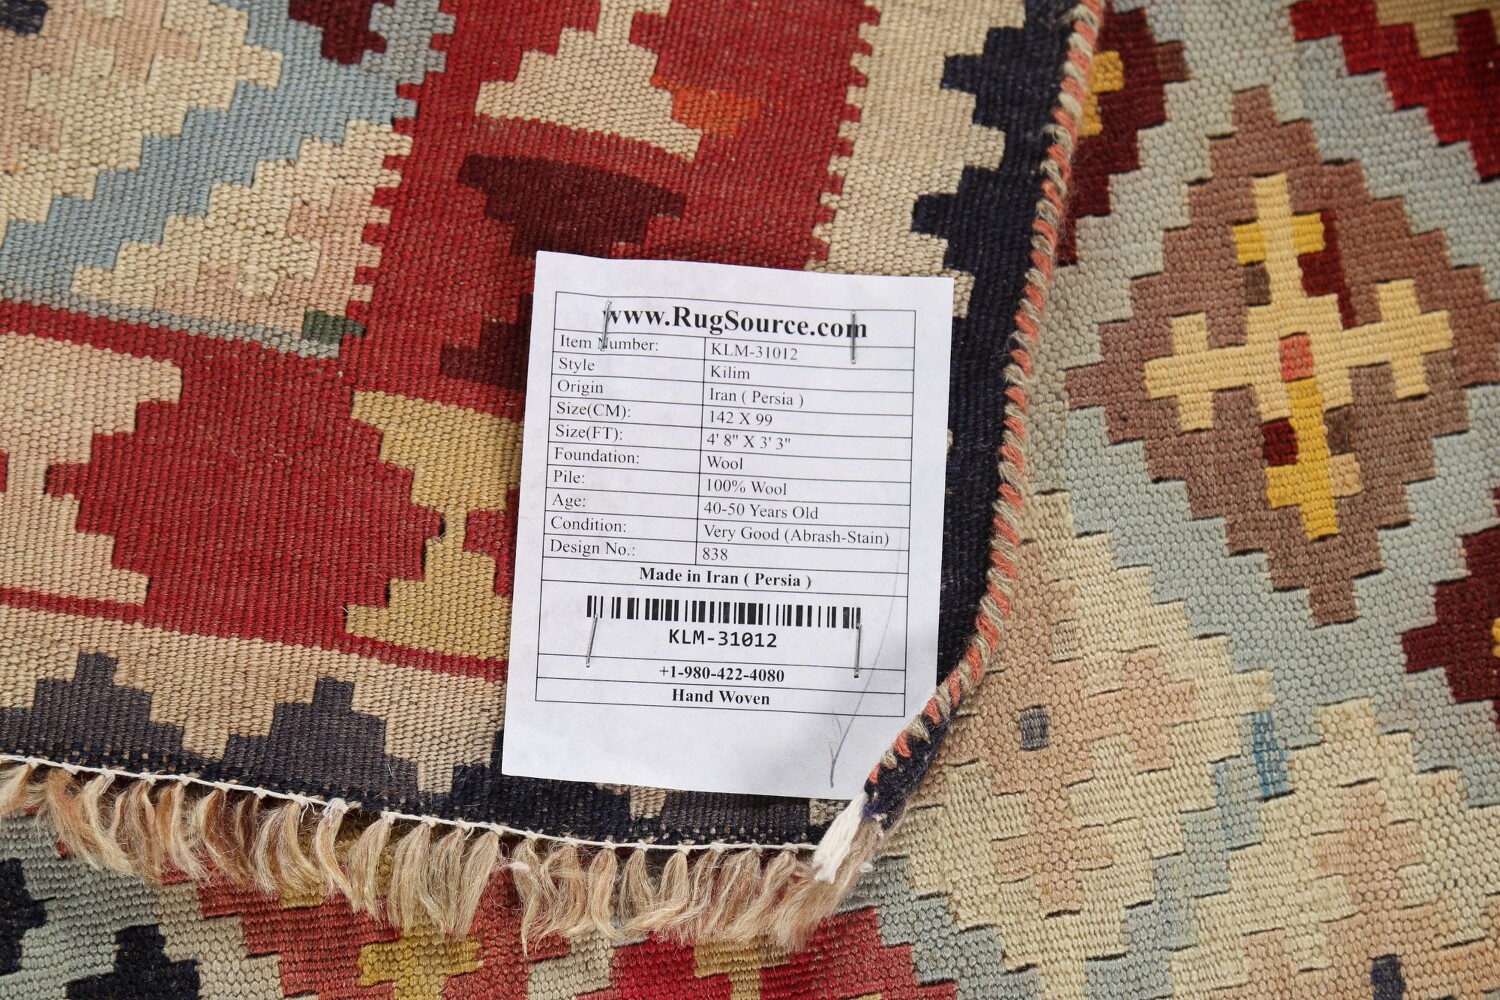 www.RugSource.com
Item Number: KLM-31012
Style Kilim
Origin Iran ( Persia )
Size(CM): 142 X 99
Size(FT): 4' 8" X 3' 3"
Foundation: Wool
Pile: 100% Wool
Age: 40-50 Years Old
Condition: Very Good (Abrash-Stain)
Design No.: 838
Made in Iran ( Persia )
KLM-31012
+1-980-422-4080
Hand Woven